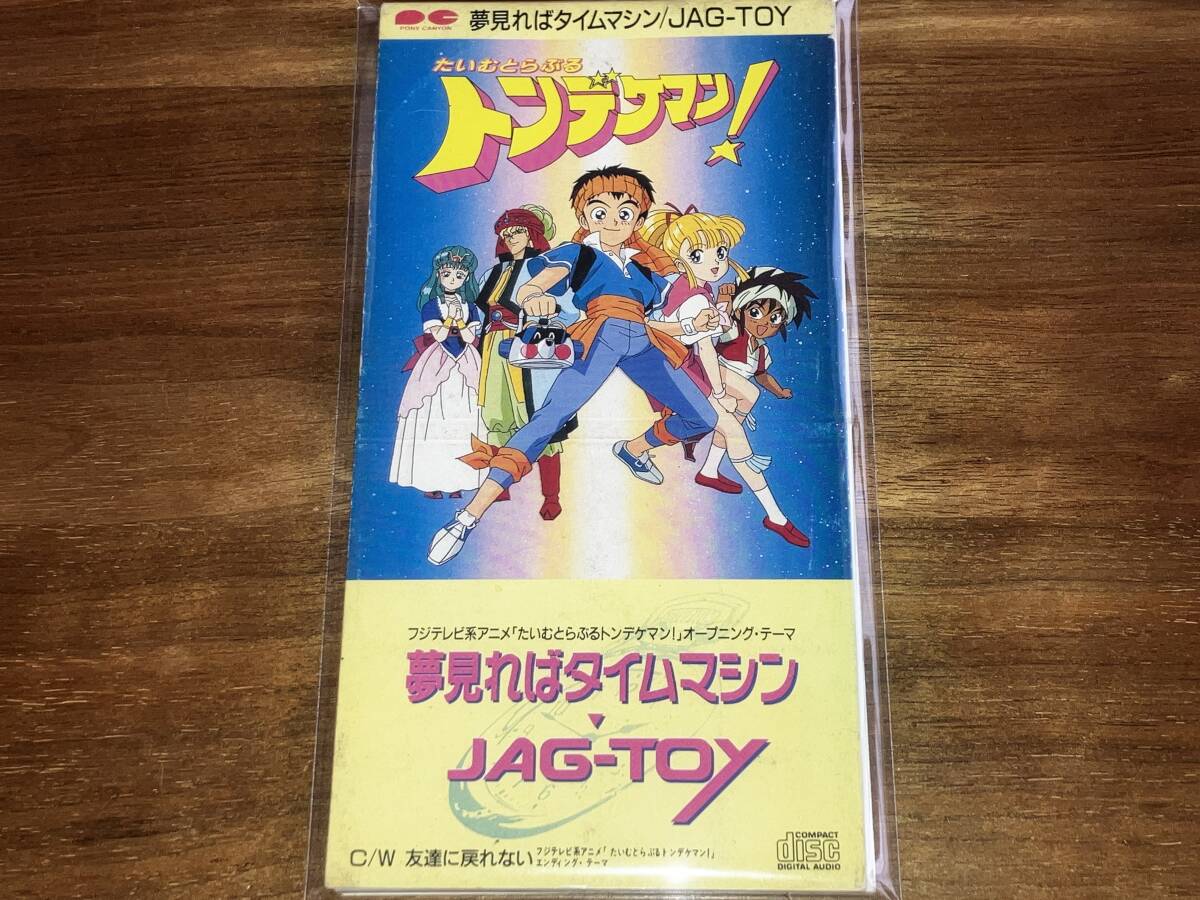 PONY CANYON
夢見ればタイムマシン/JAG-TOY
たいむとらぶる
トンデケマン!
フジテレビ系アニメ「たいむとらぶるトンデケマン!」オープニング・テーマ
夢見ればタイムマシン
JAG-TOY
C/W 友達に戻れない
フジテレビ系アニメ「たいむとらぶるトンデケマン!」
エンディング・テーマ
COMPACT
disc
DIGITAL AUDIO